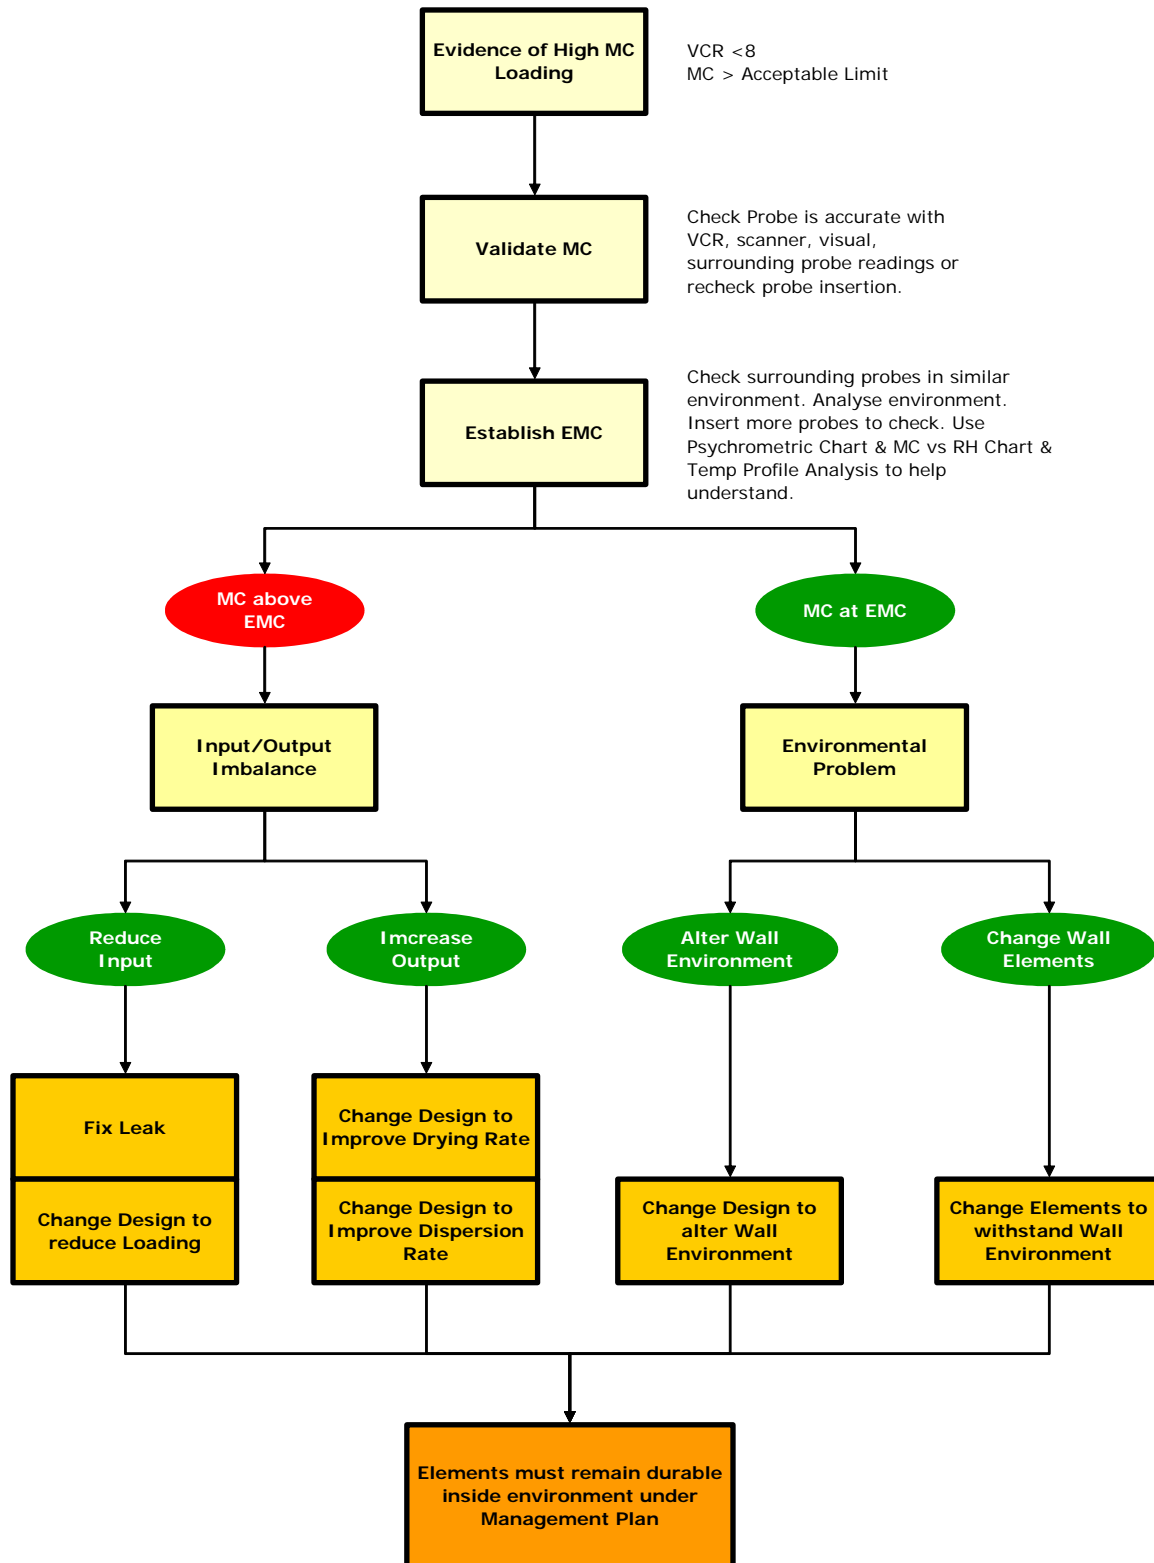 Evidence of High MC
Loading
VCR <8
MC > Acceptable Limit
Validate MC
Check Probe is accurate with
VCR, scanner, visual,
surrounding probe readings or
recheck probe insertion.
Establish EMC
Check surrounding probes in similar
environment. Analyse environment.
Insert more probes to check. Use
Psychrometric Chart & MC vs RH Chart &
Temp Profile Analysis to help
understand.
MC above
EMC
MC at EMC
Input/Output
Imbalance
Environmental
Problem
Reduce
Input
Imcrease
Output
Alter Wall
Environment
Change Wall
Elements
Fix Leak
Change Design to
Improve Drying Rate
Change Design to
reduce Loading
Change Design to
Improve Dispersion
Rate
Change Design to
alter Wall
Environment
Change Elements to
withstand Wall
Environment
Elements must remain durable
inside environment under
Management Plan